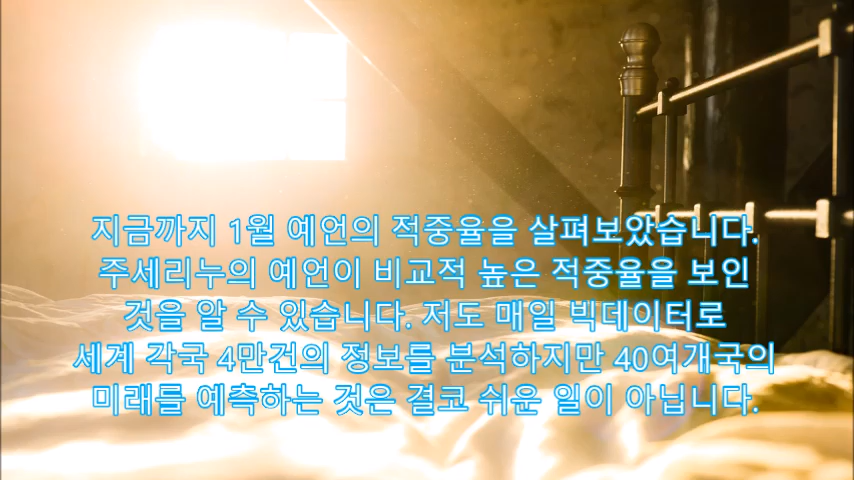 지금까지 1월 예언의 적중율을 살펴보았습니다.
주세리누의 예언이 비교적 높은 적중율을 보인
것을 알 수 있습니다. 저도 매일 빅데이터로
세계 각국 4만건의 정보를 분석하지만 40여개국의
미래를 예측하는 것은 결코 쉬운 일이 아닙니다.